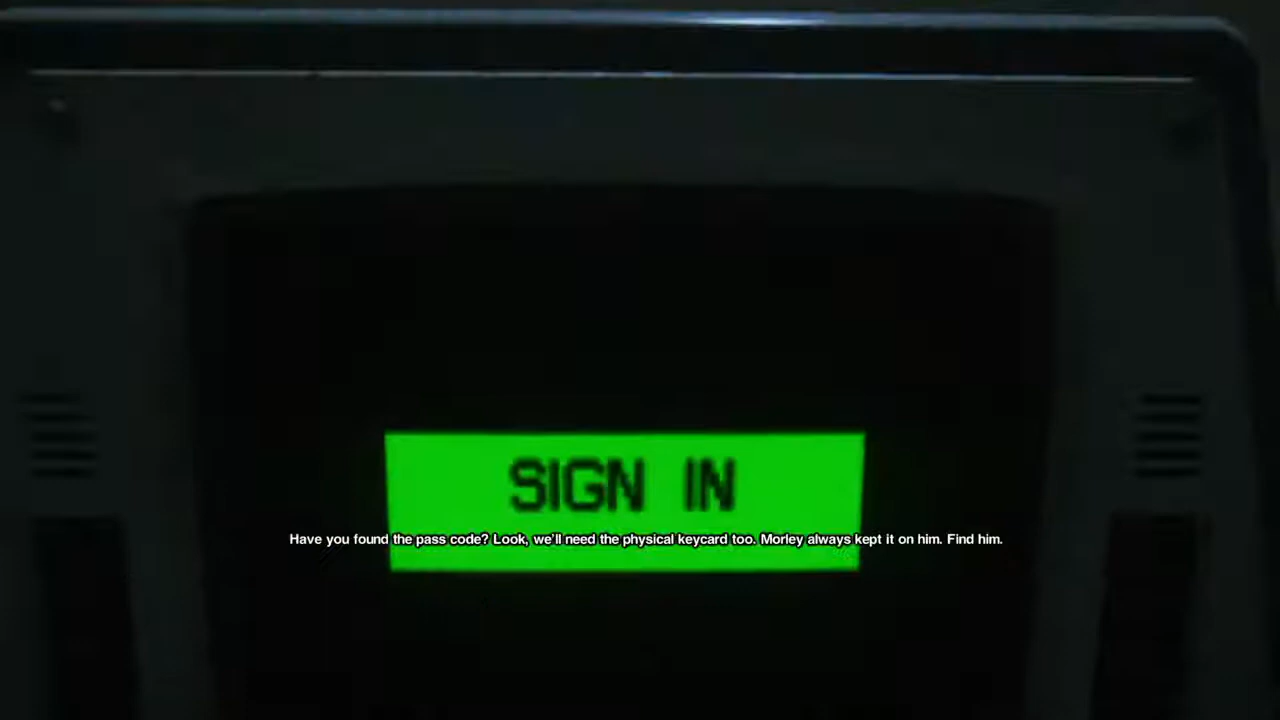 SIGN IN
Have you found the pass code? Look, we'll need the physical keycard too. Morley always kept it on him. Find him.